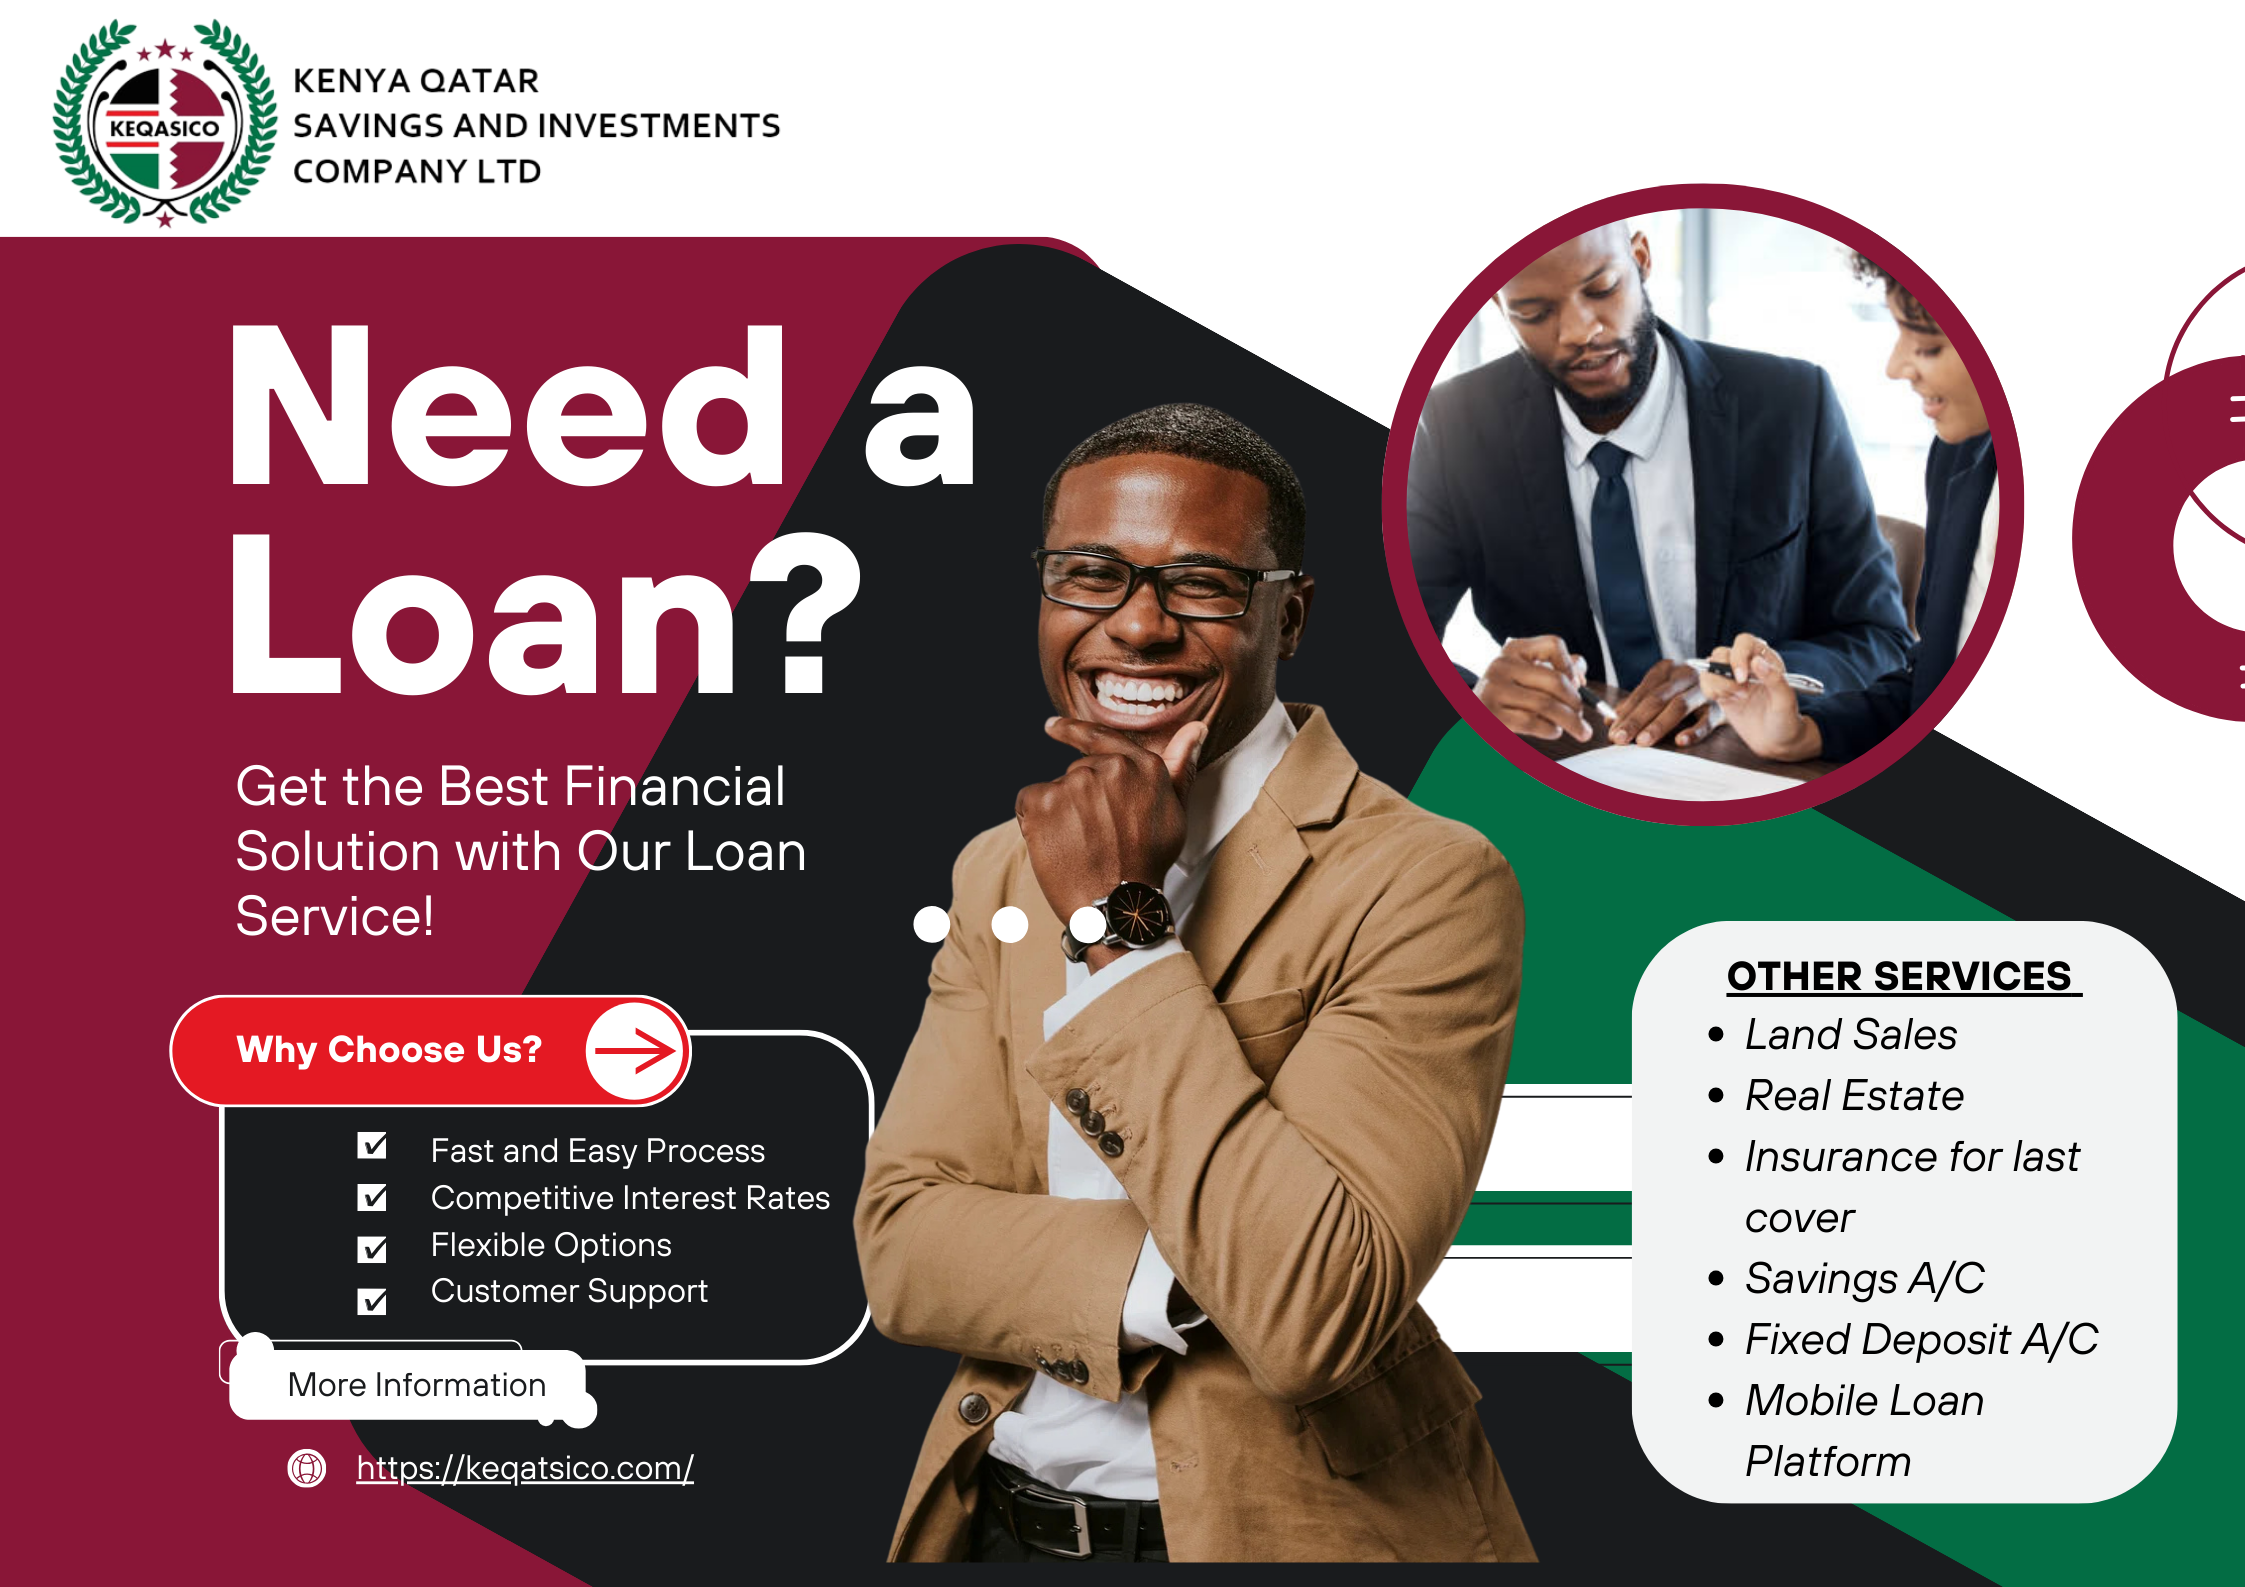 KEQASICO
KENYA QATAR
SAVINGS AND INVESTMENTS
COMPANY LTD
Need a
Loan?
Get the Best Financial
Solution with Our Loan
Service!
Why Choose Us?
Fast and Easy Process
Competitive Interest Rates
Flexible Options
Customer Support
More Information
https://keqatsico.com/
OTHER SERVICES
• Land Sales
• Real Estate
• Insurance for last
cover
• Savings A/C
• Fixed Deposit A/C
• Mobile Loan
Platform